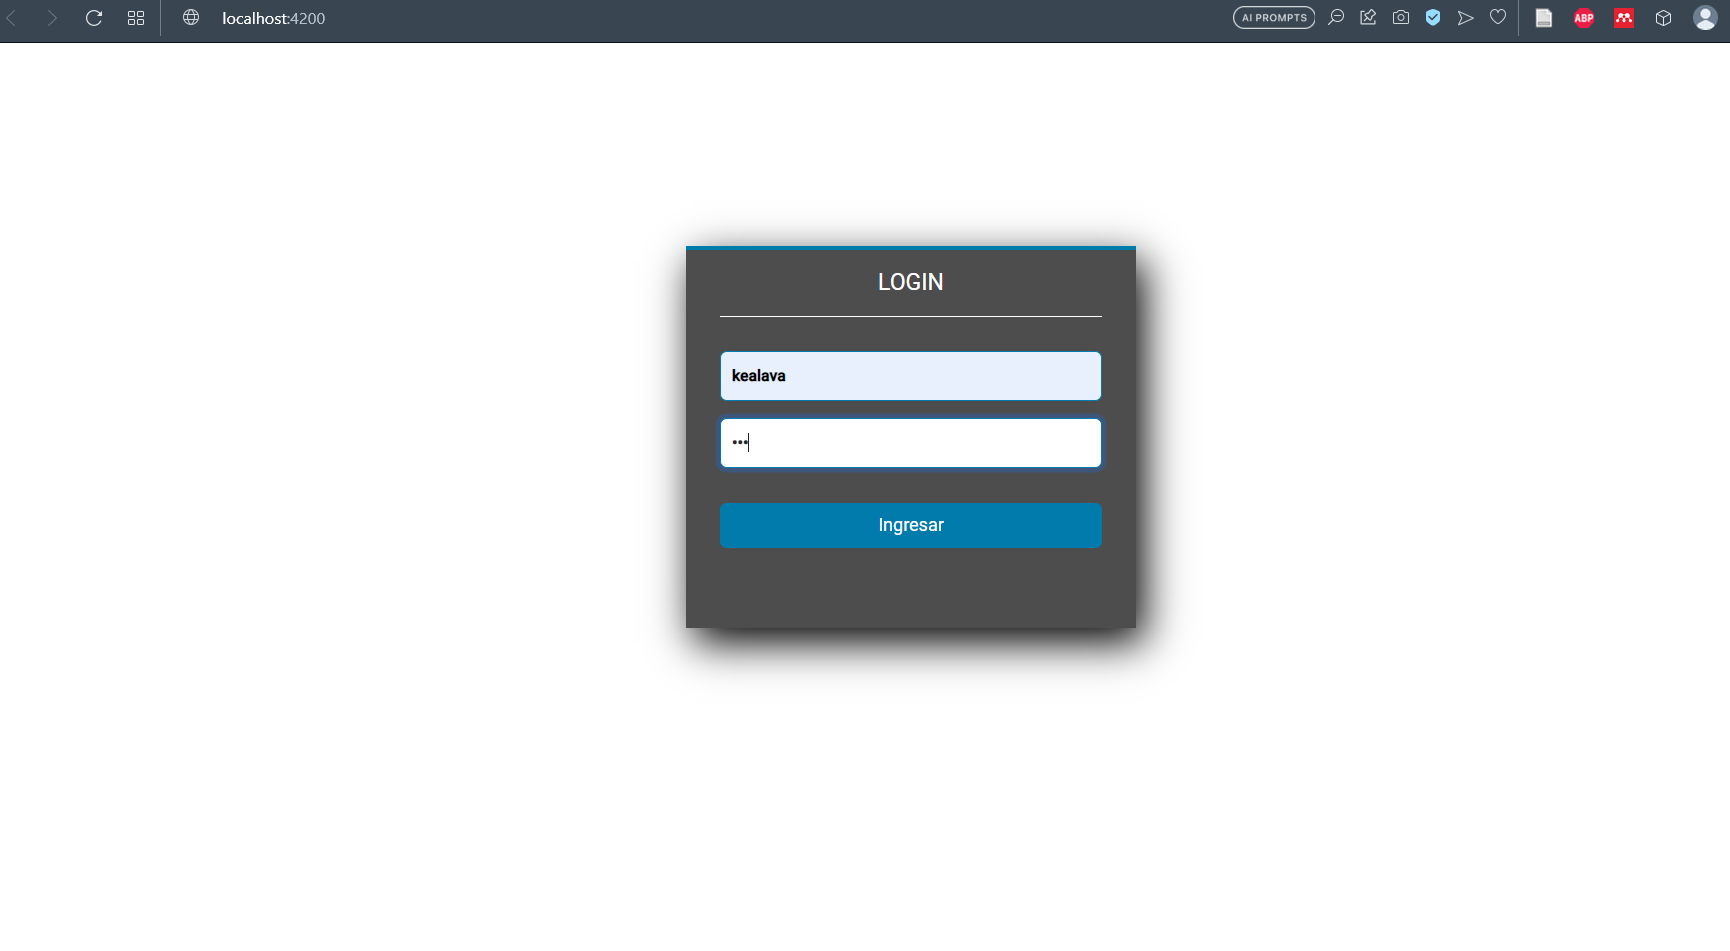 localhost:4200
AI PROMPTS
ABP
LOGIN
kealava
•••
Ingresar